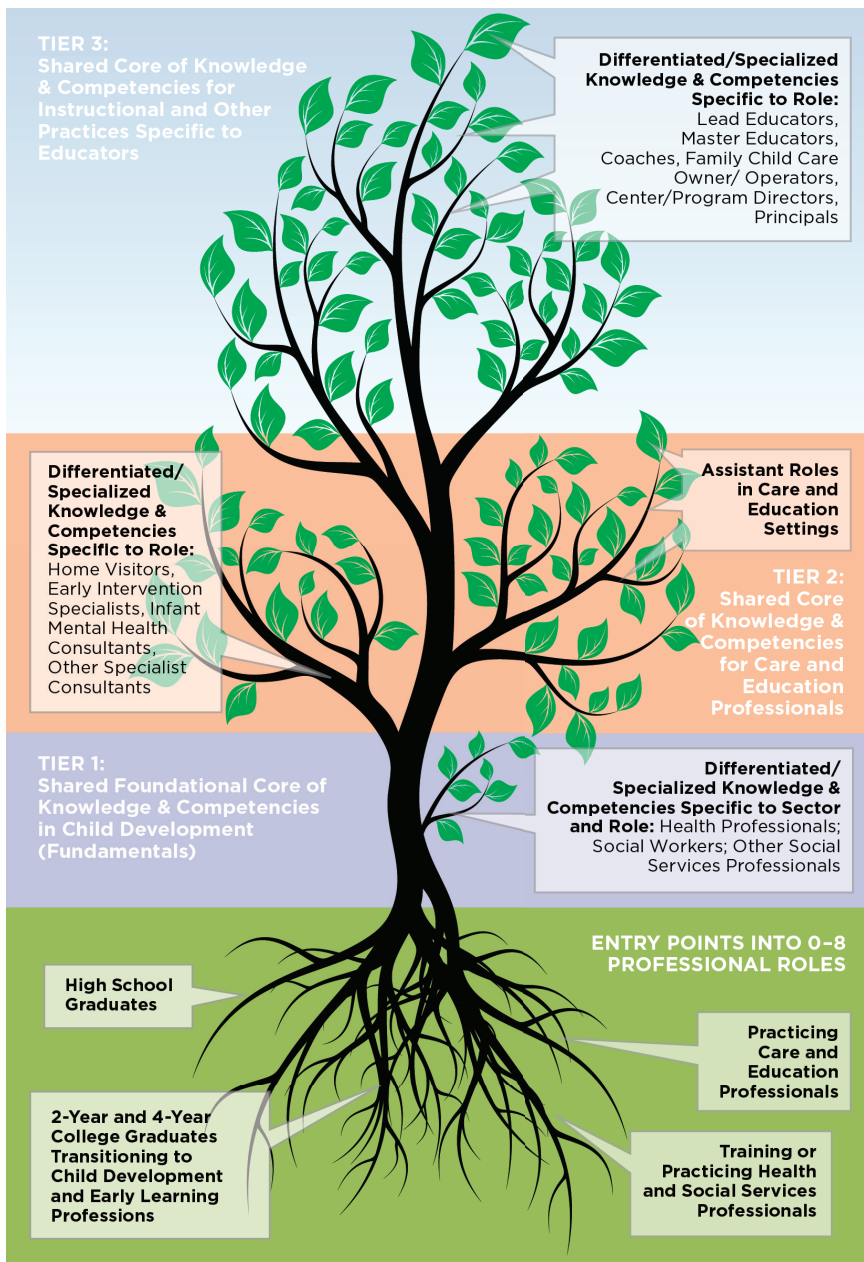 TIER 3:
Shared Core of Knowledge
& Competencies for
Instructional and Other
Practices Specific to
Educators
Differentiated/Specialized
Knowledge & Competencies
Specific to Role:
Lead Educators,
Master Educators,
Coaches, Family Child Care
Owner/ Operators,
Center/Program Directors,
Principals
Differentiated/
Specialized
Knowledge &
Competencies
Specific to Role:
Home Visitors,
Early Intervention
Specialists, Infant
Mental Health
Consultants,
Other Specialist
Consultants
Assistant Roles
in Care and
Education
Settings
TIER 2:
Shared Core
of Knowledge &
Competencies
for Care and
Education
Professionals
TIER 1:
Shared Foundational Core of
Knowledge & Competencies
in Child Development
(Fundamentals)
Differentiated/
Specialized Knowledge &
Competencies Specific to Sector
and Role: Health Professionals;
Social Workers; Other Social
Services Professionals
ENTRY POINTS INTO 0–8
PROFESSIONAL ROLES
High School
Graduates
Practicing
Care and
Education
Professionals
2-Year and 4-Year
College Graduates
Transitioning to
Child Development
and Early Learning
Professions
Training or
Practicing Health
and Social Services
Professionals